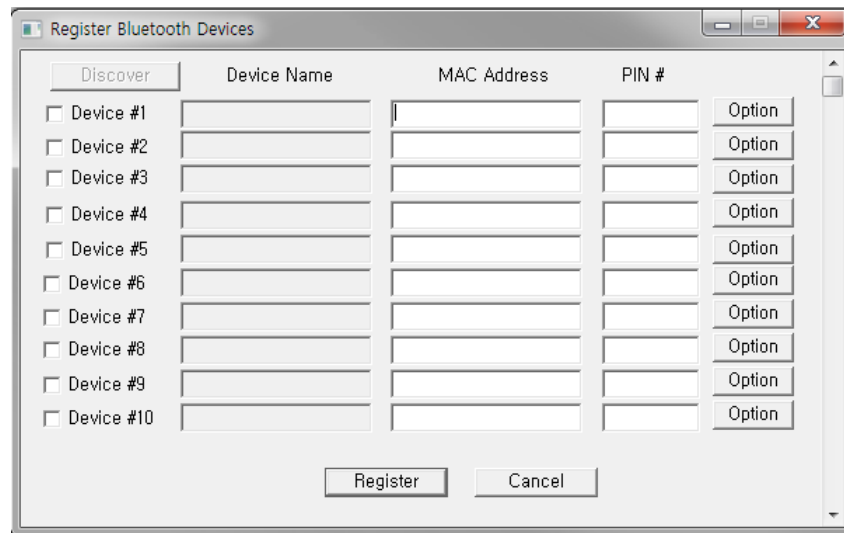 Register Bluetooth Devices
Discover Device Name MAC Address PIN #
Device #1 Option
Device #2 Option
Device #3 Option
Device #4 Option
Device #5 Option
Device #6 Option
Device #7 Option
Device #8 Option
Device #9 Option
Device #10 Option
Register Cancel